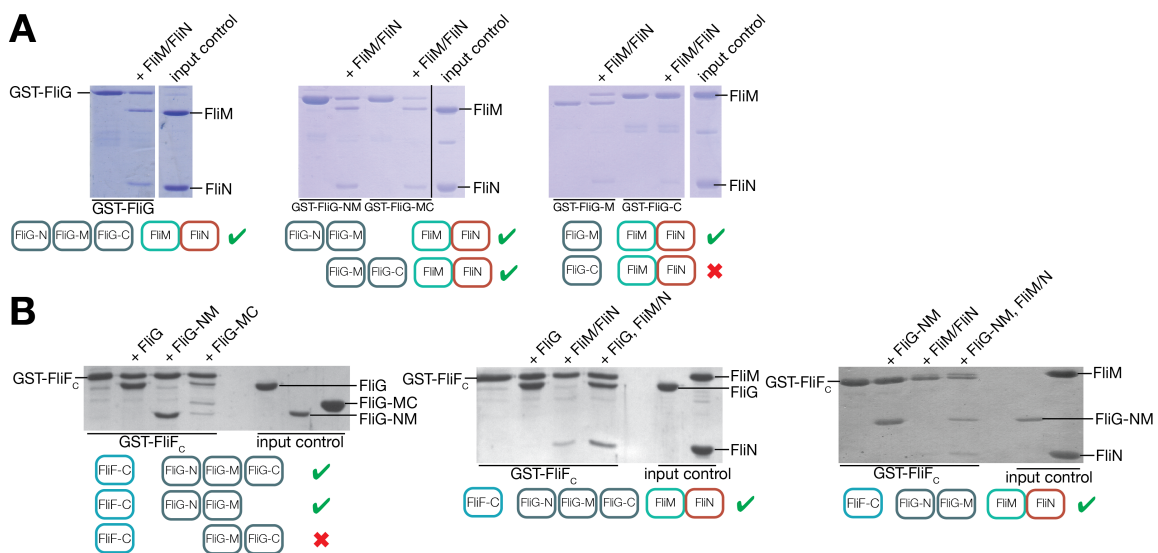 A
+ FliM/FliN
input control
+ FliM/FliN
+ FliM/FliN
input control
+ FliM/FliN
+ FliM/FliN
input control
GST-FliG
FliM
FliN
GST-FliG
FliM
FliN
GST-FliG-NM GST-FliG-MC
FliM
FliN
GST-FliG-M GST-FliG-C
FliG-N FliG-M FliG-C FliM FliN ✔
FliG-N FliG-M FliM FliN ✔
FliG-M FliG-C FliM FliN ✔
FliG-M FliM FliN ✔
FliG-C FliM FliN ✖
B
+ FliG
+ FliG-NM
+ FliG-MC
GST-FliFC
FliG
FliG-MC
FliG-NM
GST-FliFC input control
FliF-C FliG-N FliG-M FliG-C ✔
FliF-C FliG-N FliG-M ✔
FliF-C FliG-M FliG-C ✖
+ FliG
+ FliM/FliN
+ FliG, FliM/N
GST-FliFC
FliM
FliG
FliN
GST-FliFC input control
FliF-C FliG-N FliG-M FliG-C FliM FliN ✔
+ FliG-NM
+ FliM/FliN
+ FliG-NM, FliM/N
GST-FliFC
FliM
FliG-NM
FliN
GST-FliFC input control
FliF-C FliG-N FliG-M FliM FliN ✔